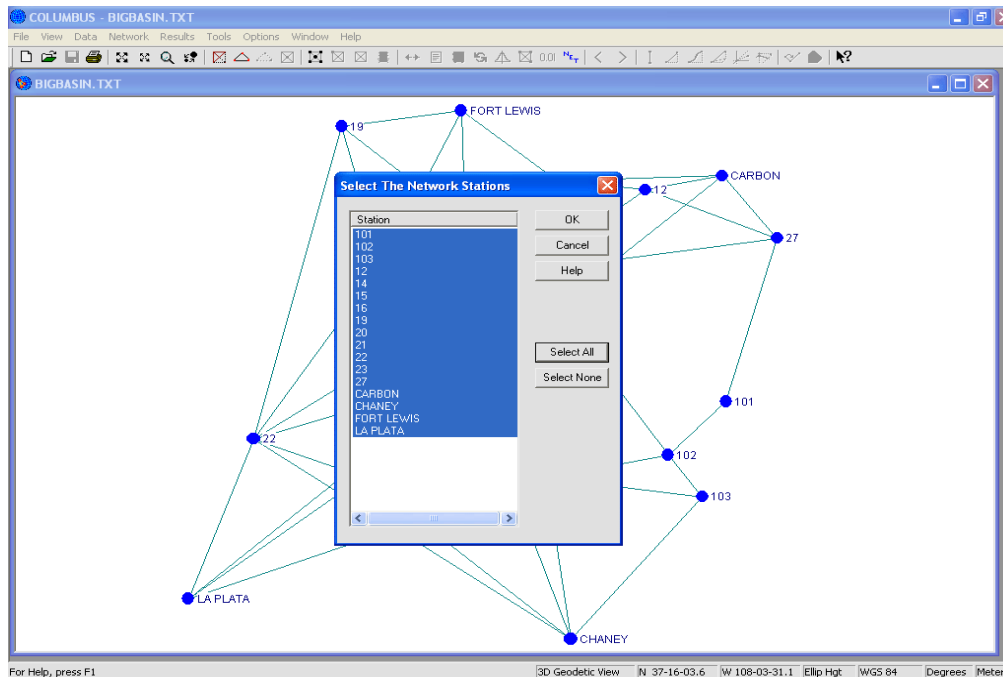 COLUMBUS - BIGBASIN.TXT
File View Data Network Results Tools Options Window Help
0.01 NET
BIGBASIN.TXT
FORT LEWIS
19
CARBON
12
27
Select The Network Stations
Station
101
102
103
12
14
15
16
19
20
21
22
23
27
CARBON
CHANEY
FORT LEWIS
LA PLATA
OK
Cancel
Help
Select All
Select None
101
22
102
103
LA PLATA
CHANEY
For Help, press F1
3D Geodetic View N 37-16-03.6 W 108-03-31.1 Ellip Hgt WGS 84 Degrees Meter